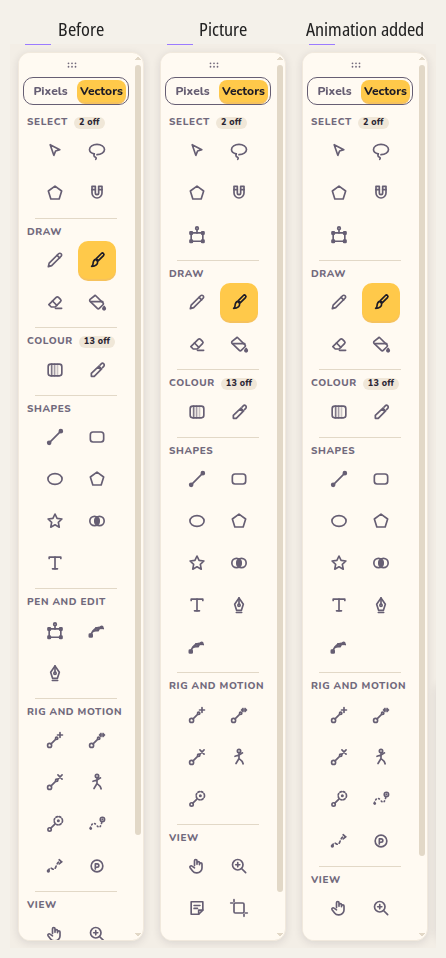 Before
Picture
Animation added
Pixels Vectors
SELECT 2 off
DRAW
COLOUR 13 off
SHAPES
PEN AND EDIT
RIG AND MOTION
VIEW
Pixels Vectors
SELECT 2 off
DRAW
COLOUR 13 off
SHAPES
RIG AND MOTION
VIEW
Pixels Vectors
SELECT 2 off
DRAW
COLOUR 13 off
SHAPES
RIG AND MOTION
VIEW